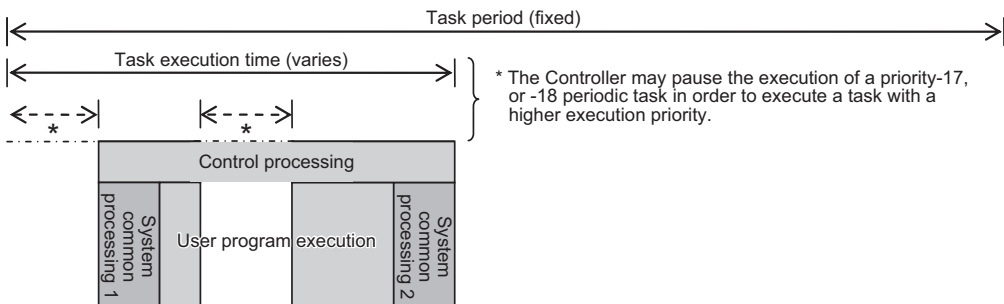 Task period (fixed)
Task execution time (varies)
* The Controller may pause the execution of a priority-17,
or -18 periodic task in order to execute a task with a
higher execution priority.
*
*
Control processing
System
common
processing 1
User program execution
System
common
processing 2